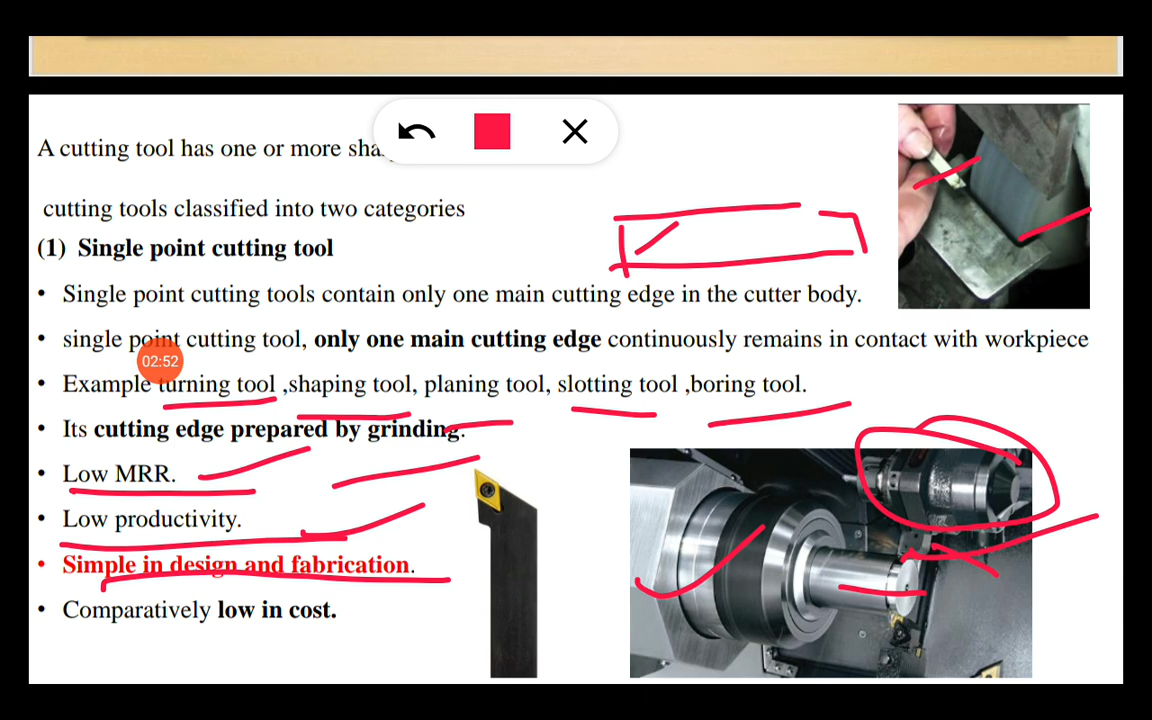 A cutting tool has one or more
cutting tools classified into two categories
(1) Single point cutting tool
• Single point cutting tools contain only one main cutting edge in the cutter body.
• single point cutting tool, only one main cutting edge continuously remains in contact with workpiece
02:52
• Example turning tool ,shaping tool, planing tool, slotting tool ,boring tool.
• Its cutting edge prepared by grinding.
• Low MRR.
• Low productivity.
• Simple in design and fabrication.
• Comparatively low in cost.